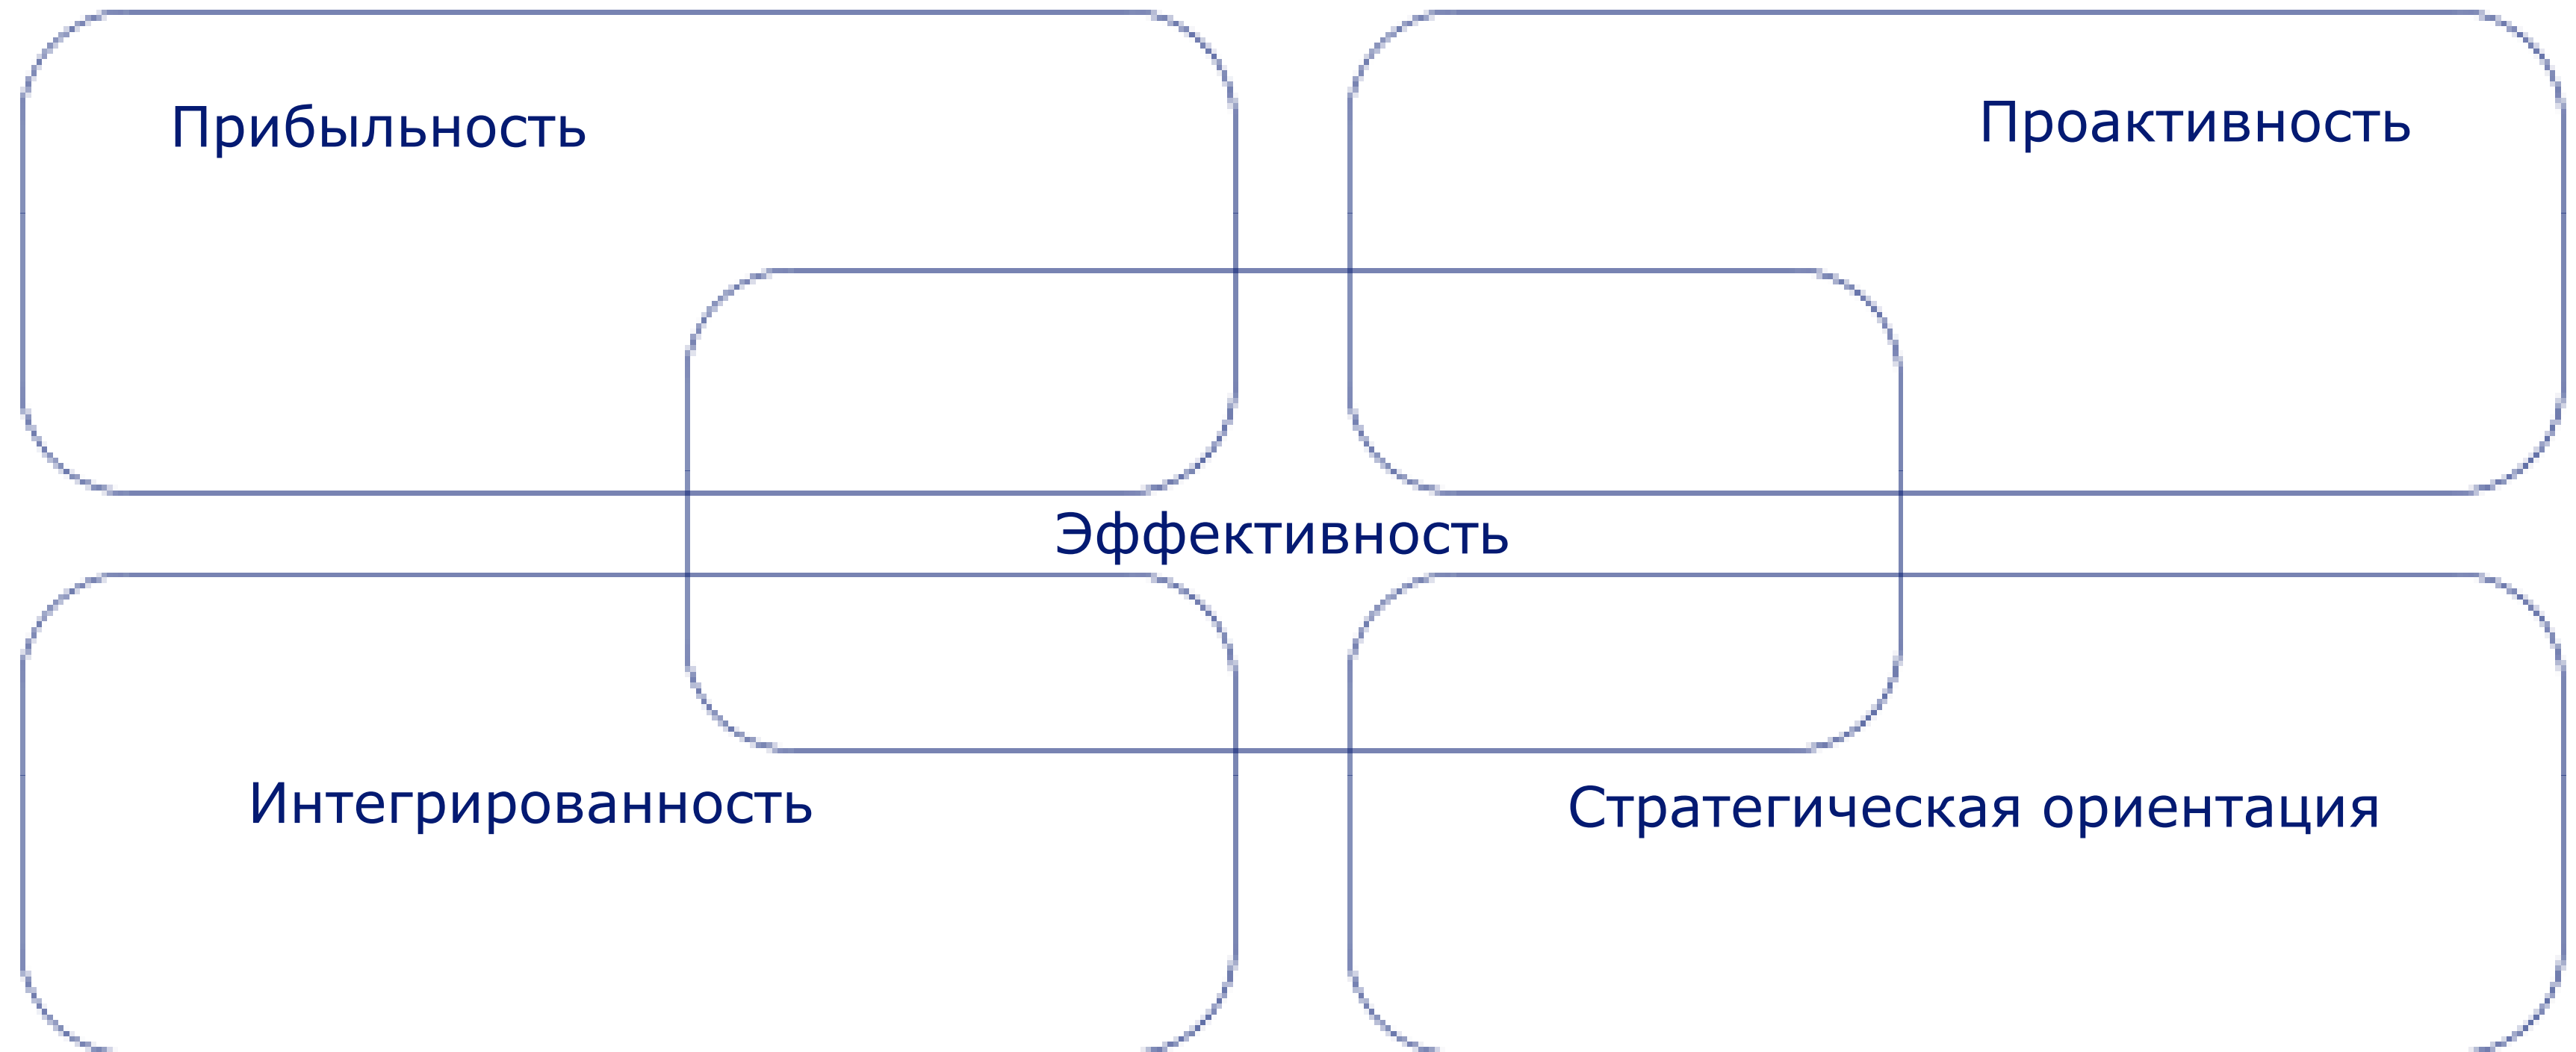 Прибыльность
Проактивность
Эффективность
Интегрированность
Стратегическая ориентация